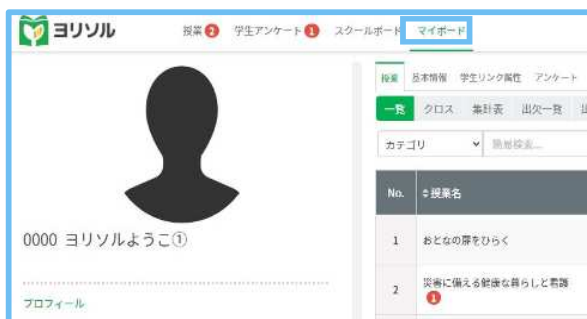 ヨリソル 授業 2 学生アンケート 1 スクールボード マイボード
授業 基本情報 学生リンク属性 アンケート
一覧 クロス 集計表 出欠一覧
カテゴリ 簡易検索...
No. 授業名
1 おとなの扉をひらく
0000 ヨリソルようこ①
2 災害に備える健康な暮らしと看護
1
プロフィール